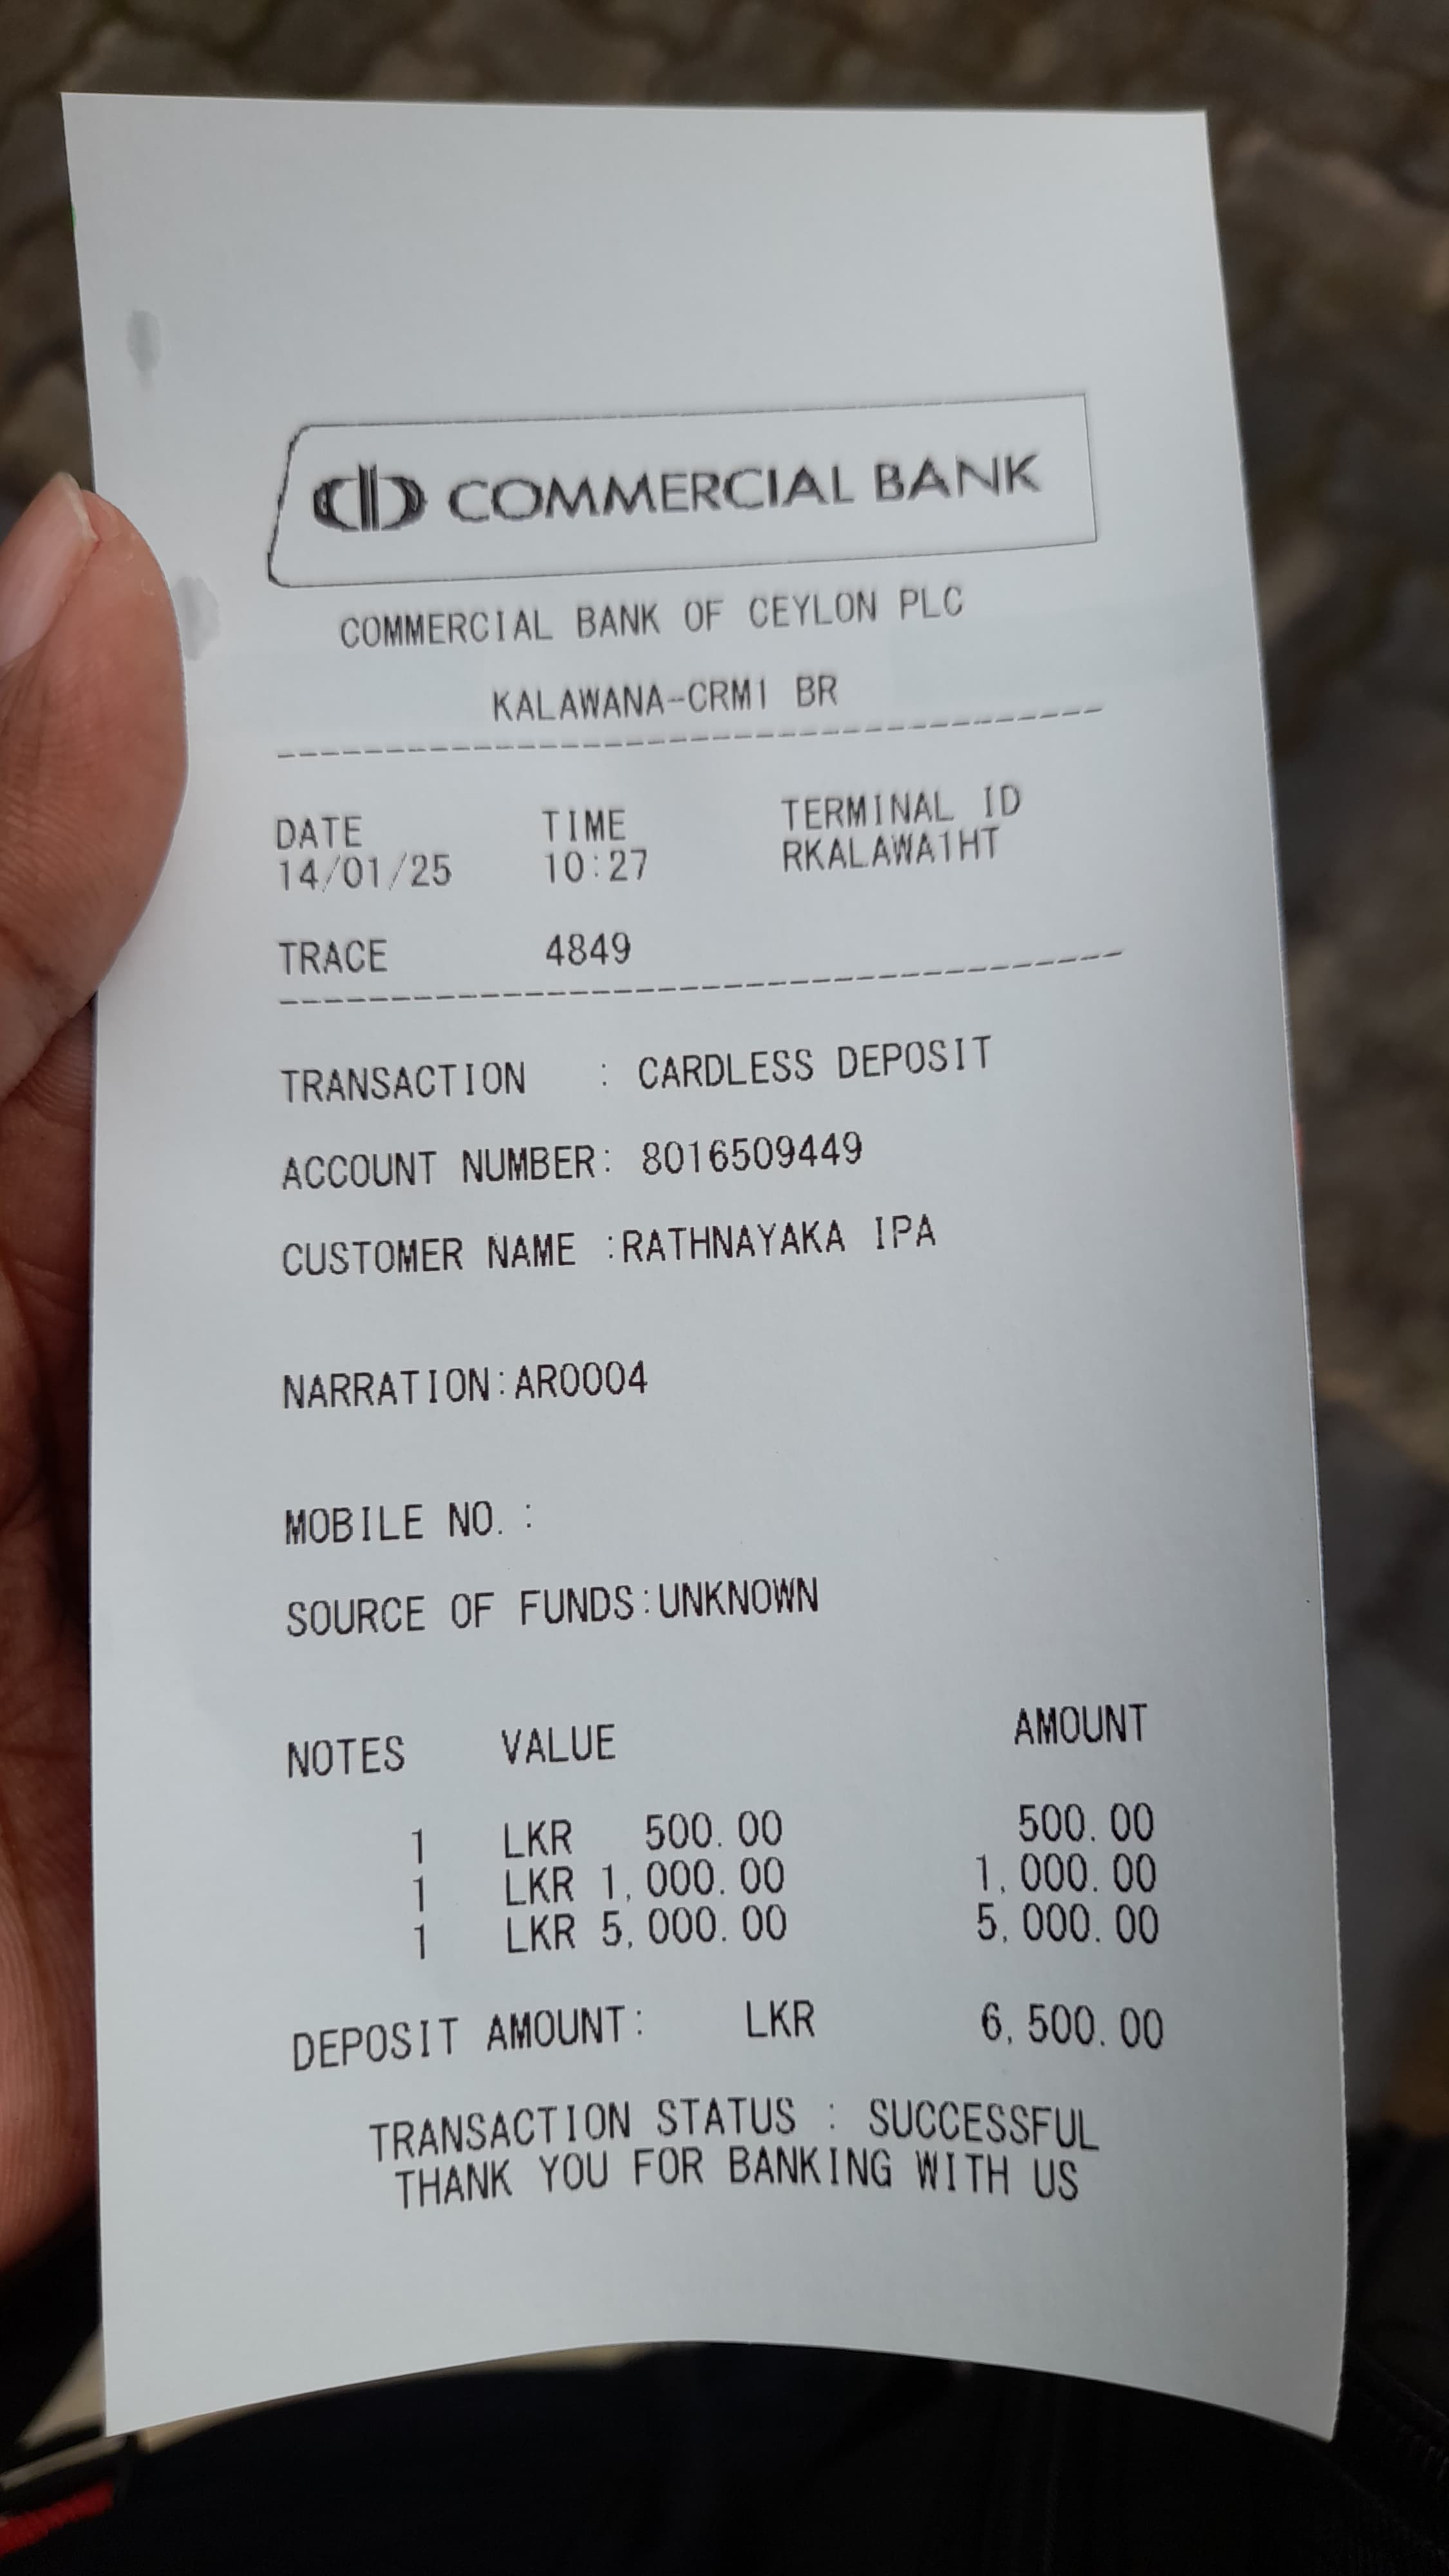 COMMERCIAL BANK
COMMERCIAL BANK OF CEYLON PLC
KALAWANA-CRM1 BR
DATE TIME TERMINAL ID
14/01/25 10:27 RKALAWA1HT
TRACE 4849
TRANSACTION : CARDLESS DEPOSIT
ACCOUNT NUMBER: 8016509449
CUSTOMER NAME :RATHNAYAKA IPA
NARRATION:AR0004
MOBILE NO. :
SOURCE OF FUNDS:UNKNOWN
NOTES VALUE AMOUNT
1 LKR 500.00 500.00
1 LKR 1,000.00 1,000.00
1 LKR 5,000.00 5,000.00
DEPOSIT AMOUNT: LKR 6,500.00
TRANSACTION STATUS : SUCCESSFUL
THANK YOU FOR BANKING WITH US